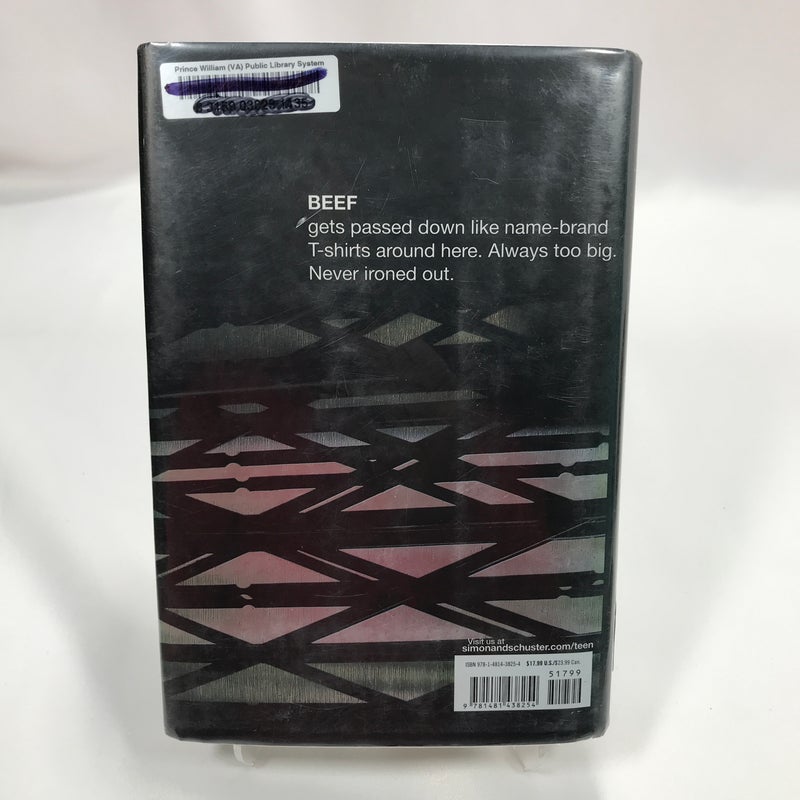 Prince William (VA) Public Library System
BEEF
gets passed down like name-brand
T-shirts around here. Always too big.
Never ironed out.
Visit us at
simonandschuster.com/teen
ISBN 978-1-4814-3825-4 $17.99 U.S./$23.99 Can.
51799
9 781481 438254